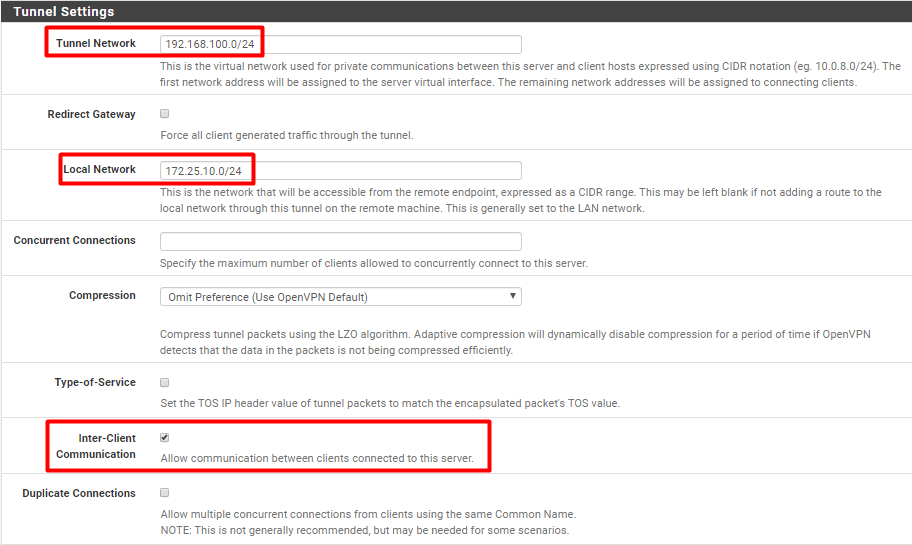 Tunnel Settings
Tunnel Network
192.168.100.0/24
This is the virtual network used for private communications between this server and client hosts expressed using CIDR notation (eg. 10.0.8.0/24). The
first network address will be assigned to the server virtual interface. The remaining network addresses will be assigned to connecting clients.
Redirect Gateway
Force all client generated traffic through the tunnel.
Local Network
172.25.10.0/24
This is the network that will be accessible from the remote endpoint, expressed as a CIDR range. This may be left blank if not adding a route to the
local network through this tunnel on the remote machine. This is generally set to the LAN network.
Concurrent Connections
Specify the maximum number of clients allowed to concurrently connect to this server.
Compression
Omit Preference (Use OpenVPN Default)
Compress tunnel packets using the LZO algorithm. Adaptive compression will dynamically disable compression for a period of time if OpenVPN
detects that the data in the packets is not being compressed efficiently.
Type-of-Service
Set the TOS IP header value of tunnel packets to match the encapsulated packet's TOS value.
Inter-Client
Communication
Allow communication between clients connected to this server.
Duplicate Connections
Allow multiple concurrent connections from clients using the same Common Name.
NOTE: This is not generally recommended, but may be needed for some scenarios.